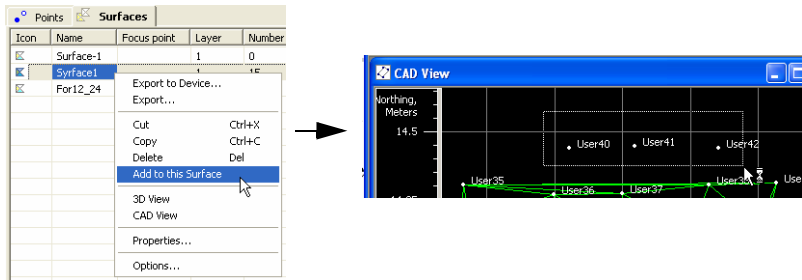 Points Surfaces
Icon Name Focus point Layer Number
Surface-1 1 0
Syrface1 1 15
For12_24
Export to Device...
Export...
Cut Ctrl+X
Copy Ctrl+C
Delete Del
Add to this Surface
3D View
CAD View
Properties...
Options...
CAD View
Northing,
Meters
14.5
User40 User41 User42
User35 User36 User37